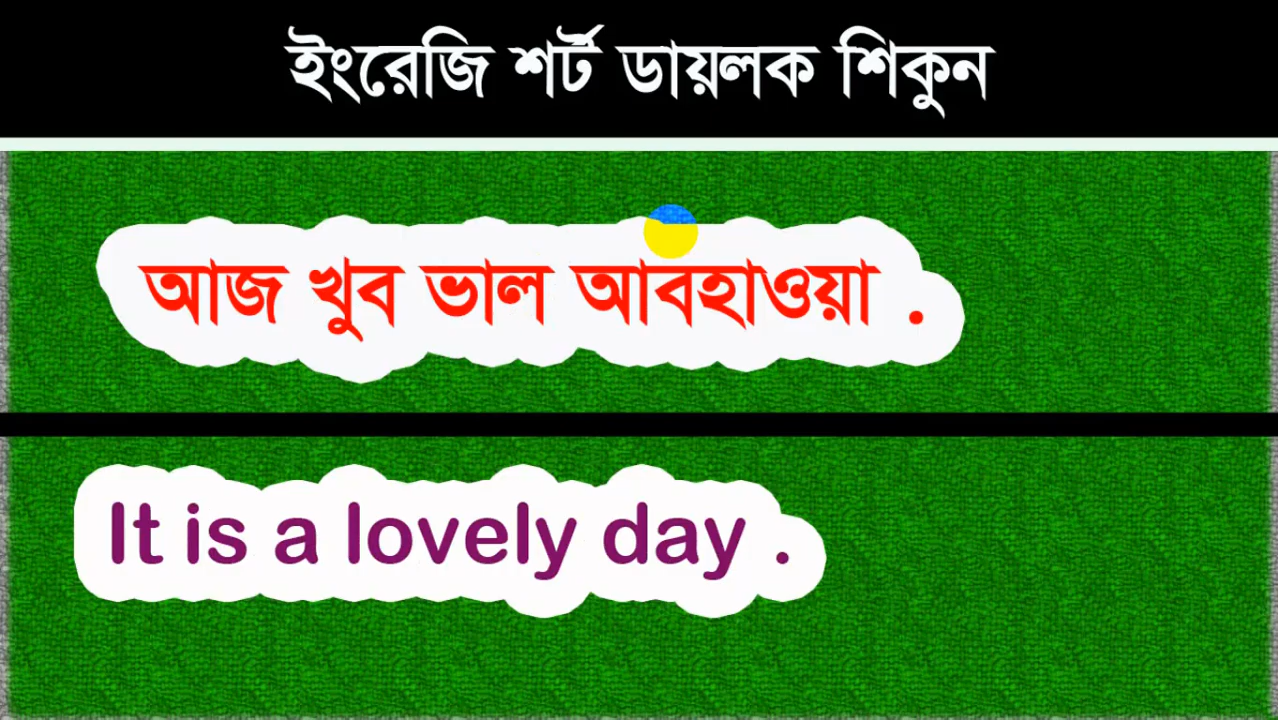 ইংরেজি শর্ট ডায়লক শিকুন
আজ খুব ভাল আবহাওয়া .
It is a lovely day .